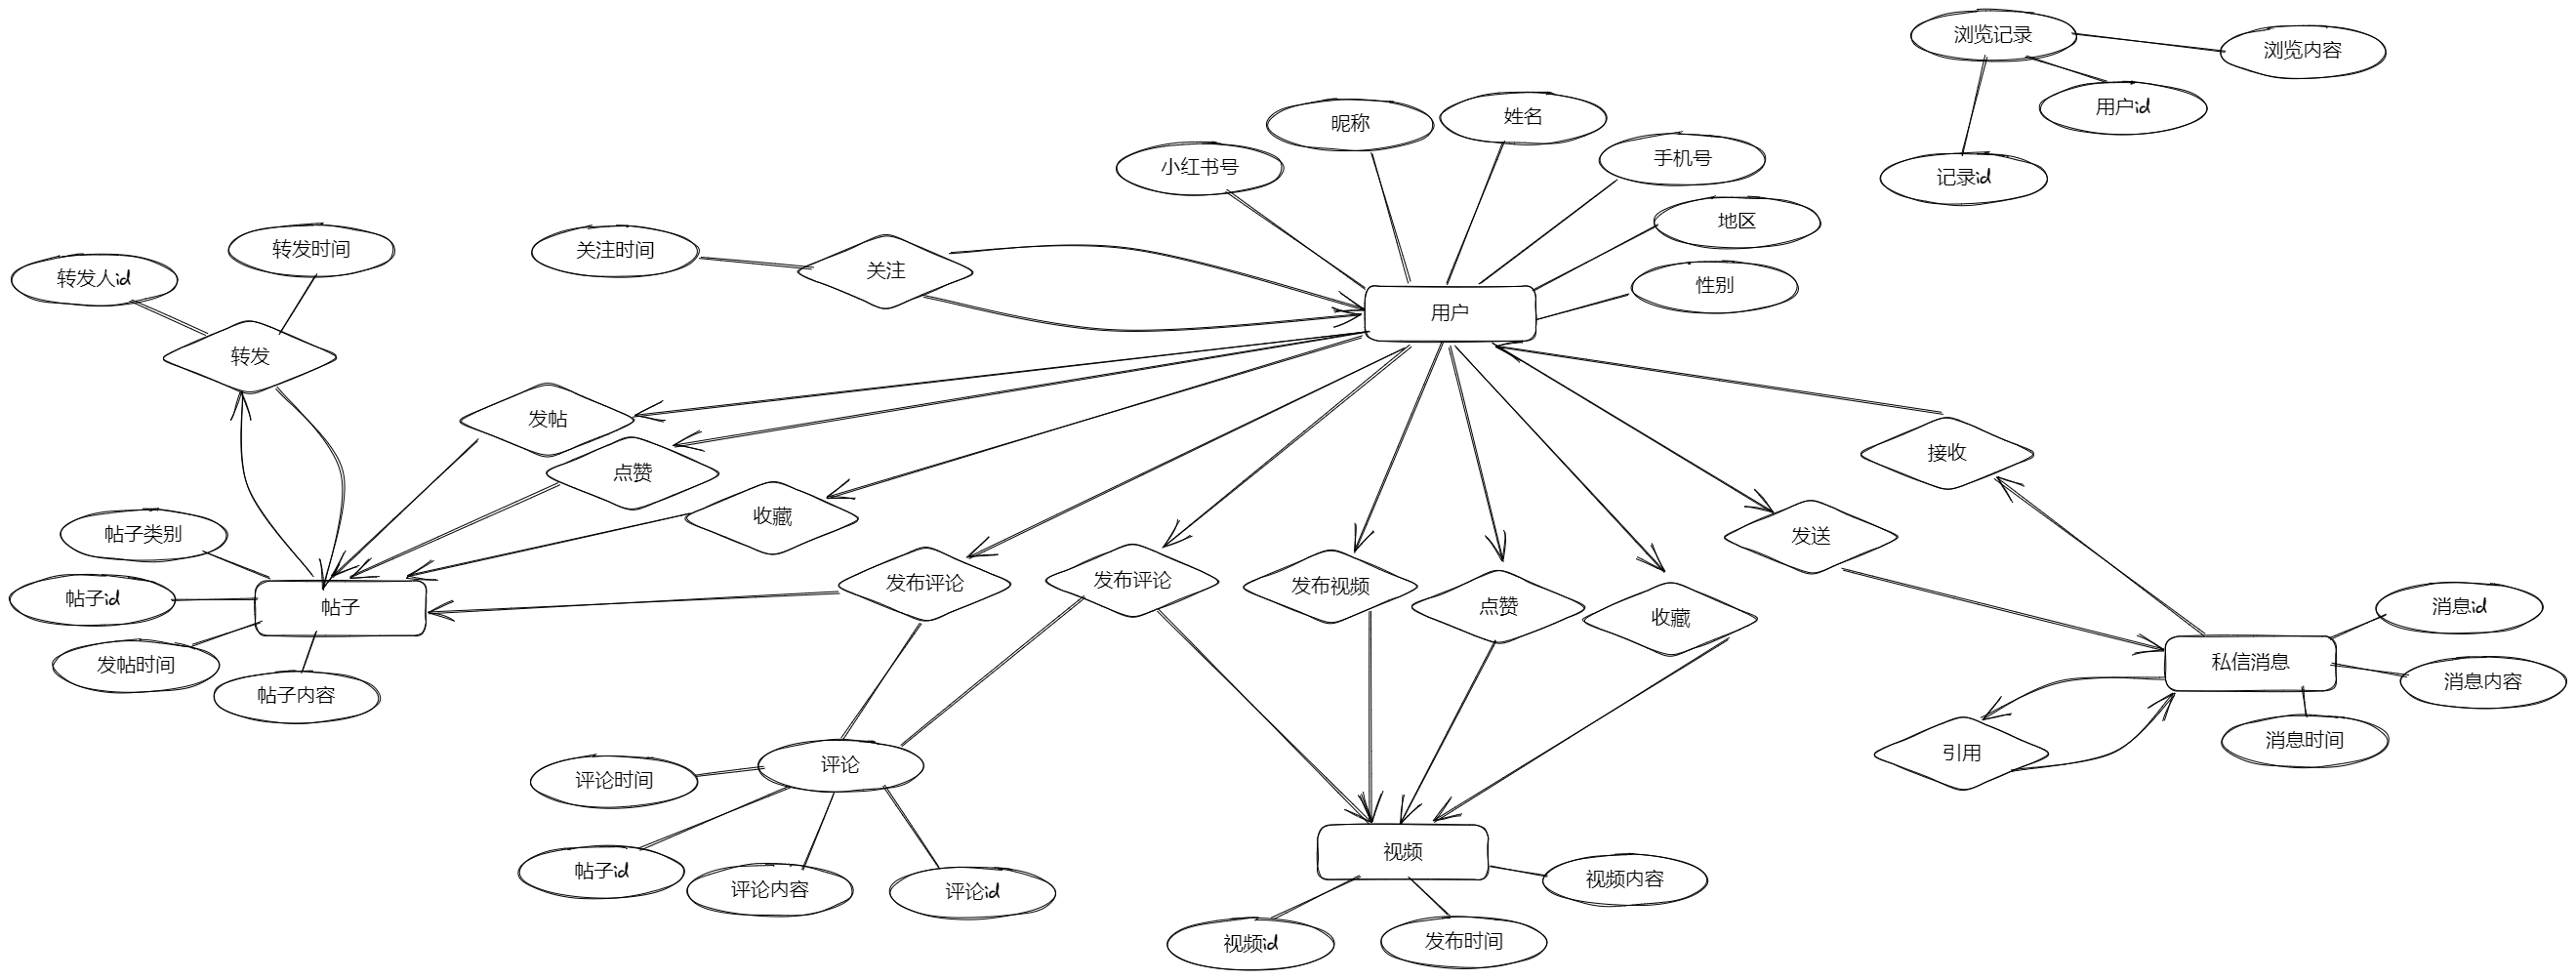 浏览记录
浏览内容
用户id
记录id
昵称
姓名
小红书号
手机号
地区
性别
关注时间
关注
用户
转发时间
转发人id
转发
发帖
点赞
收藏
发布评论
发布评论
发布视频
点赞
收藏
发送
接收
帖子类别
帖子id
帖子
发帖时间
帖子内容
消息id
私信消息
消息内容
消息时间
引用
评论
评论时间
帖子id
评论内容
评论id
视频
视频内容
视频id
发布时间